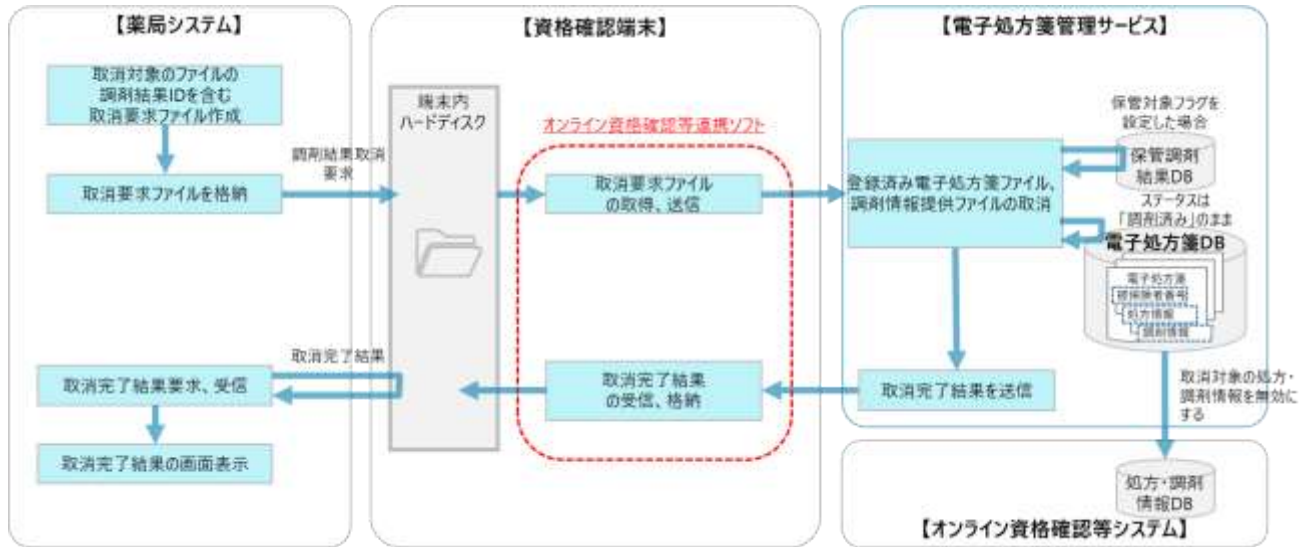 【薬局システム】
取消対象のファイルの
調剤結果IDを含む
取消要求ファイル作成
取消要求ファイルを格納
調剤結果取消
要求
取消完了結果
取消完了結果要求、受信
取消完了結果の画面表示
【資格確認端末】
端末内
ハードディスク
オンライン資格確認等連携ソフト
取消要求ファイル
の取得、送信
取消完了結果
の受信、格納
【電子処方箋管理サービス】
保管対象フラグを
設定した場合
保管調剤
結果DB
登録済み電子処方箋ファイル、
調剤情報提供ファイルの取消
ステータスは
「調剤済み」のまま
電子処方箋DB
電子処方箋
被保険者番号
処方情報
調剤情報
取消完了結果を送信
取消対象の処方・
調剤情報を無効に
する
処方・調剤
情報DB
【オンライン資格確認等システム】